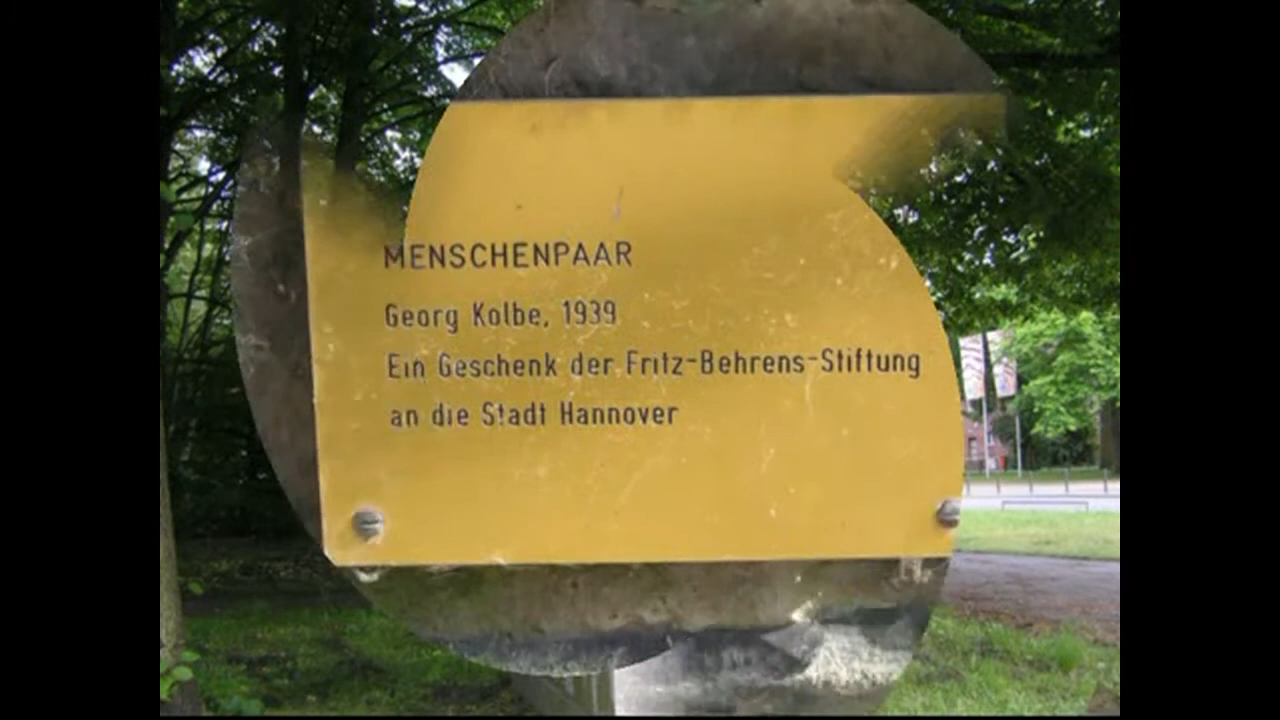 MENSCHENPAAR
Georg Kolbe, 1939
Ein Geschenk der Fritz-Behrens-Stiftung
an die Stadt Hannover